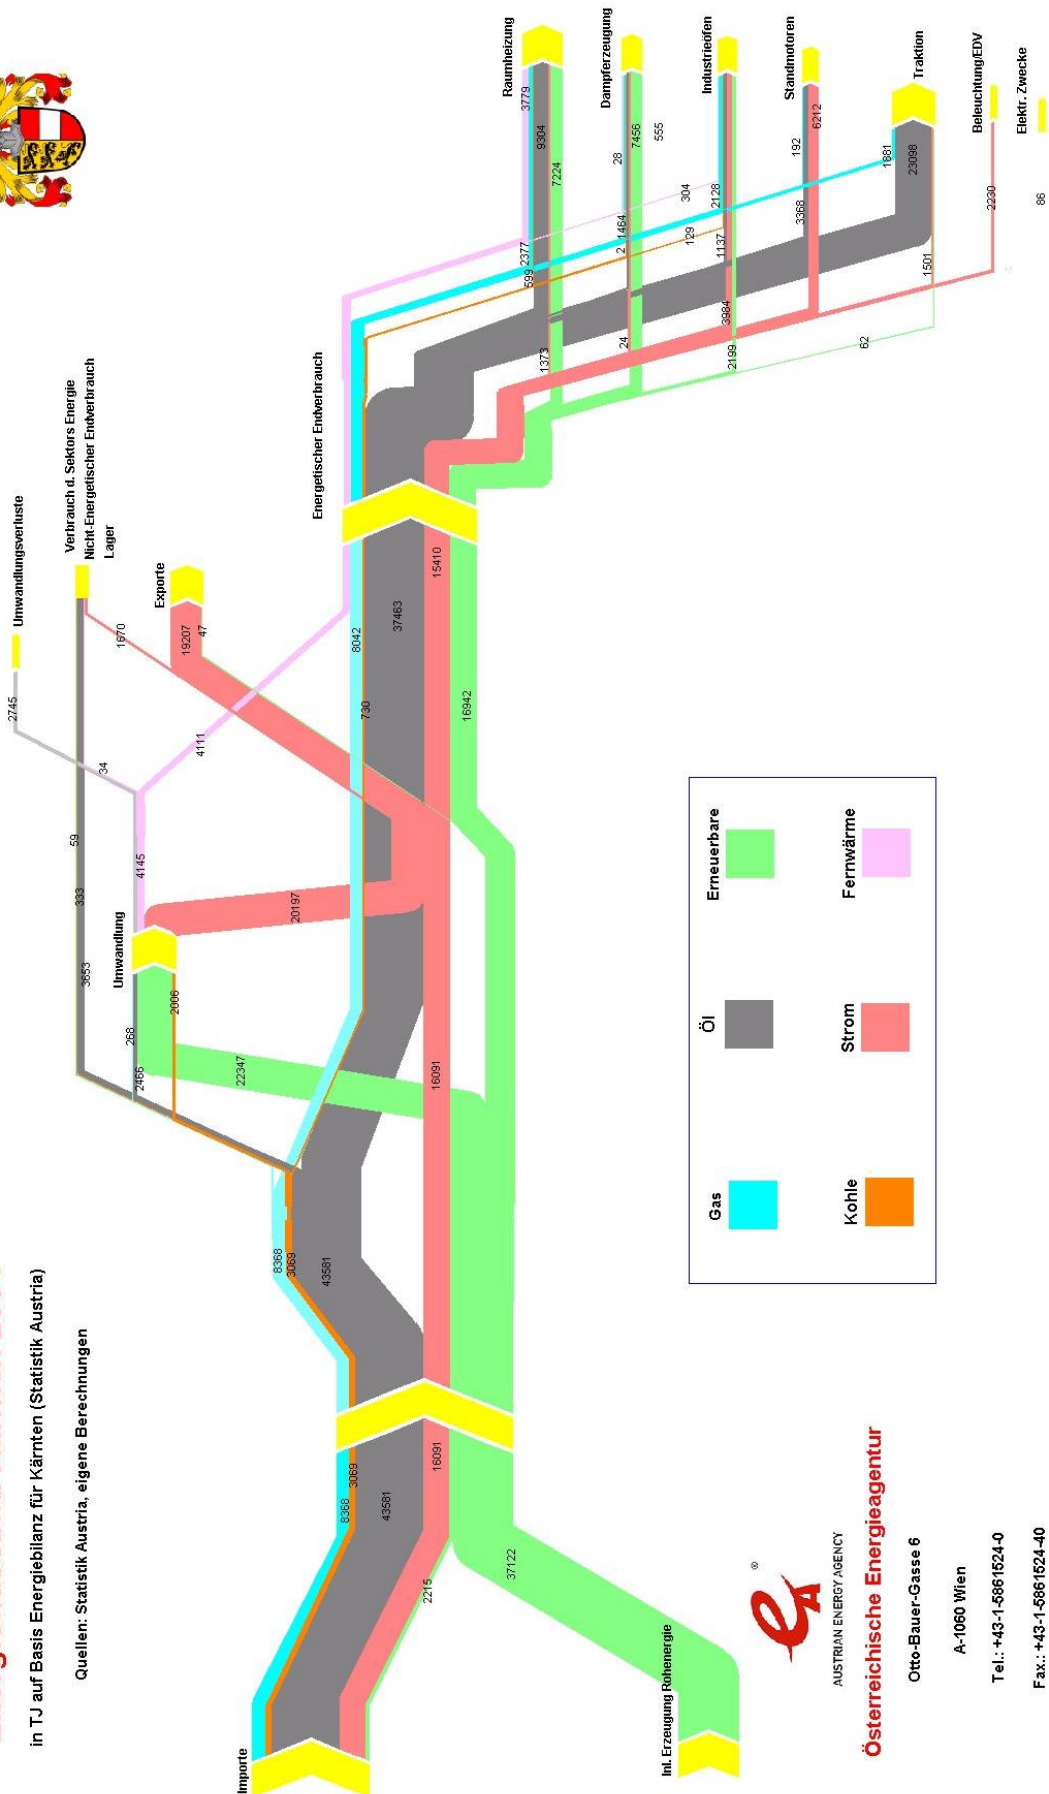 in TJ auf Basis Energiebilanz für Kärnten (Statistik Austria)
Quellen: Statistik Austria, eigene Berechnungen
Importe
8368
3069
43581
16091
2215
Inl. Erzeugung Rohenergie
37122
8368
3069
43581
16091
22347
2466
268
2006
Umwandlung
3653
333
59
20197
4145
34
2745
Umwandlungsverluste
4111
1670
Verbrauch d. Sektors Energie
Nicht-Energetischer Endverbrauch
Lager
Exporte
19207
47
8042
730
37463
15410
16942
Energetischer Endverbrauch
Raumheizung
3779
9304
7224
2377
599
1373
Dampferzeugung
28
7456
555
1464
2
24
Industrieöfen
304
2128
129
1137
3984
2199
Standmotoren
192
6212
3368
Traktion
1881
23098
1501
62
Beleuchtung/EDV
2230
Elektr. Zwecke
86
Gas
Öl
Erneuerbare
Kohle
Strom
Fernwärme
eA
®
AUSTRIAN ENERGY AGENCY
Österreichische Energieagentur
Otto-Bauer-Gasse 6
A-1060 Wien
Tel.: +43-1-5861524-0
Fax.: +43-1-5861524-40